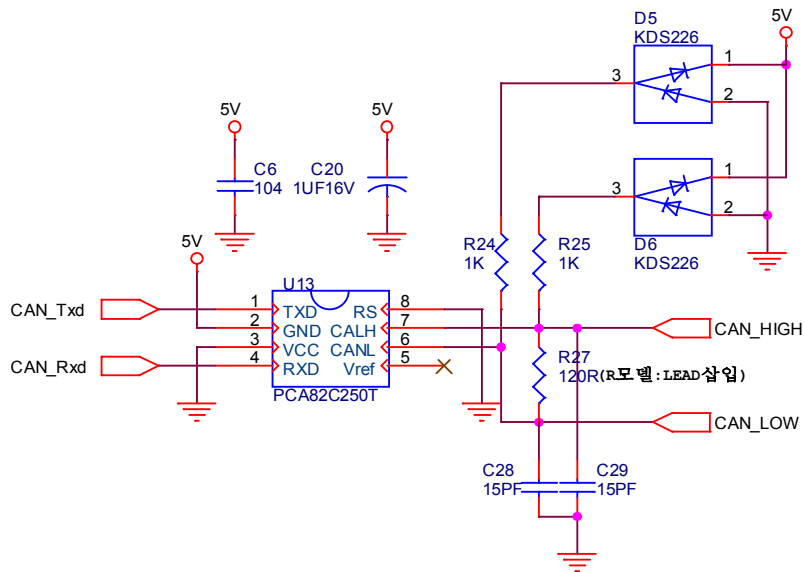 D5
KDS226
5V
3
1
2
5V
5V
C6
104
C20
1UF16V
3
1
2
D6
KDS226
R24
1K
R25
1K
5V
U13
CAN_Txd
1
TXD
RS
8
2
GND
CALH
7
CAN_HIGH
3
VCC
CANL
6
CAN_Rxd
4
RXD
Vref
5
PCA82C250T
R27
120R(R모델:LEAD삽입)
CAN_LOW
C28
15PF
C29
15PF